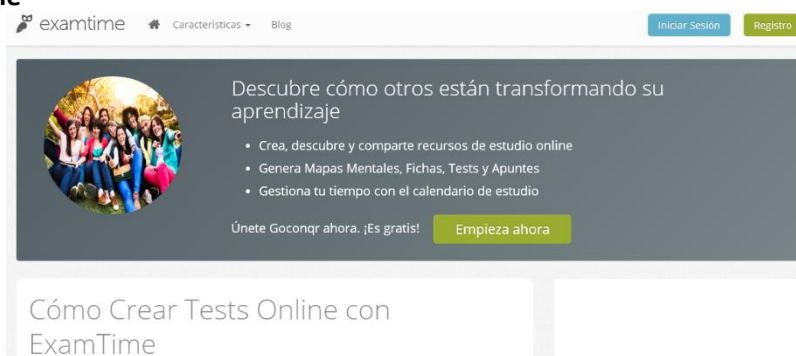 examtime Características Blog Iniciar Sesión Registro
Descubre cómo otros están transformando su
aprendizaje
• Crea, descubre y comparte recursos de estudio online
• Genera Mapas Mentales, Fichas, Tests y Apuntes
• Gestiona tu tiempo con el calendario de estudio
Únete Goconqr ahora. ¡Es gratis! Empieza ahora
Cómo Crear Tests Online con
ExamTime